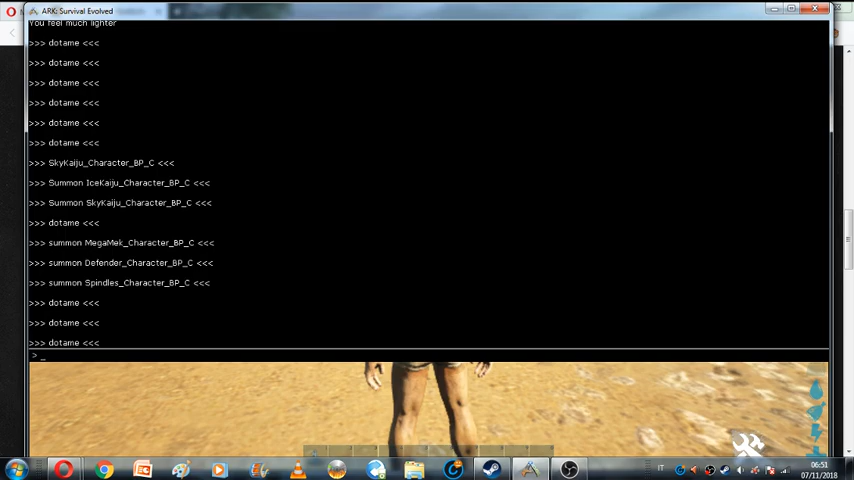 ARK: Survival Evolved
You feel much lighter
>>> dotame <<<
>>> dotame <<<
>>> dotame <<<
>>> dotame <<<
>>> dotame <<<
>>> dotame <<<
>>> SkyKaiju_Character_BP_C <<<
>>> Summon IceKaiju_Character_BP_C <<<
>>> Summon SkyKaiju_Character_BP_C <<<
>>> dotame <<<
>>> summon MegaMek_Character_BP_C <<<
>>> summon Defender_Character_BP_C <<<
>>> summon Spindles_Character_BP_C <<<
>>> dotame <<<
>>> dotame <<<
>>> dotame <<<
> _
IT
06:51
07/11/2018